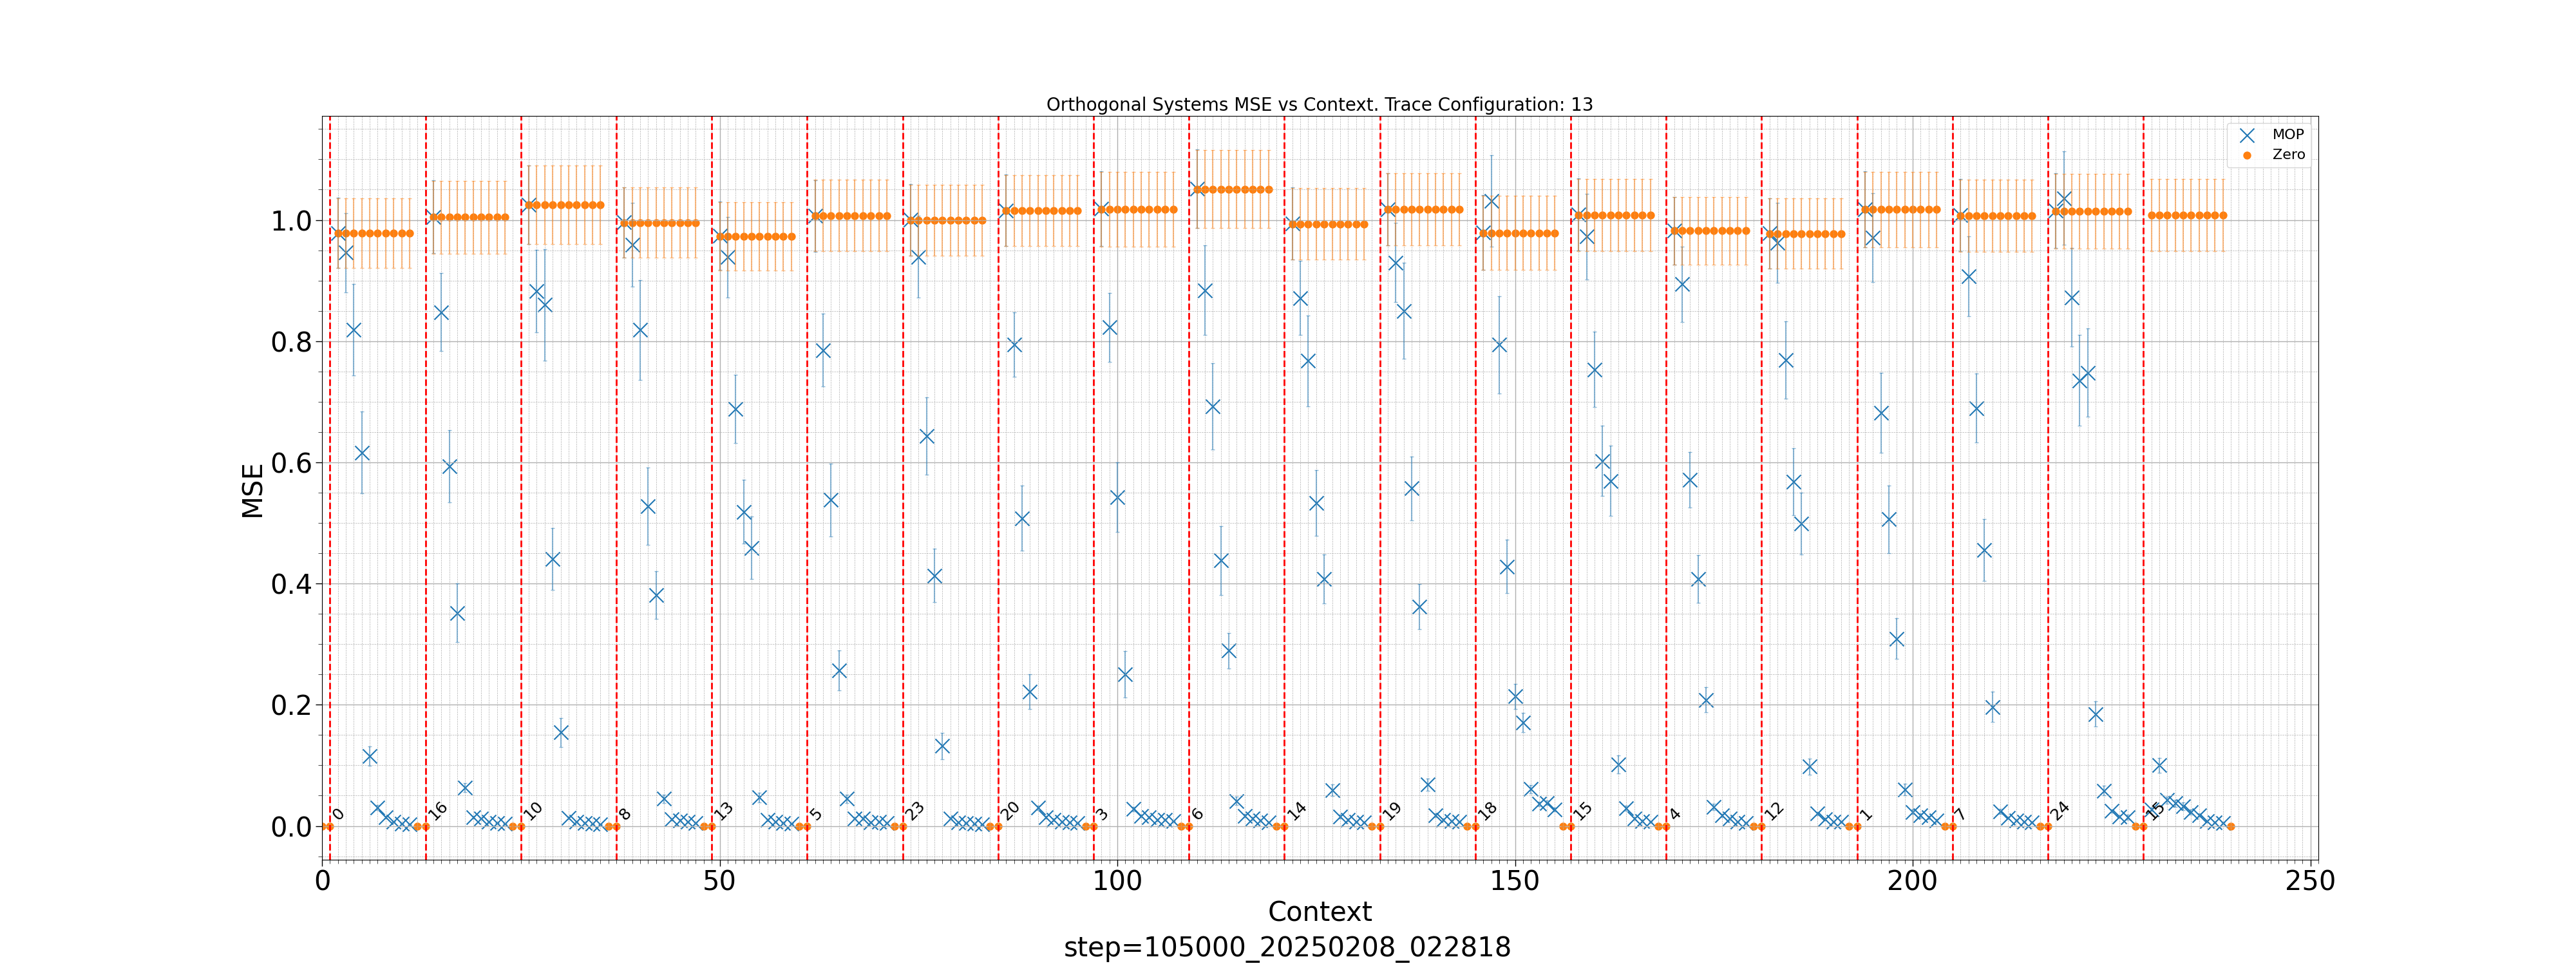 Orthogonal Systems MSE vs Context. Trace Configuration: 13
MOP
Zero
MSE
1.0
0.8
0.6
0.4
0.2
0.0
0 16 10 8 13 5 23 20 3 6 14 19 18 15 4 12 1 7 24 15
0 50 100 150 200 250
Context
step=105000_20250208_022818